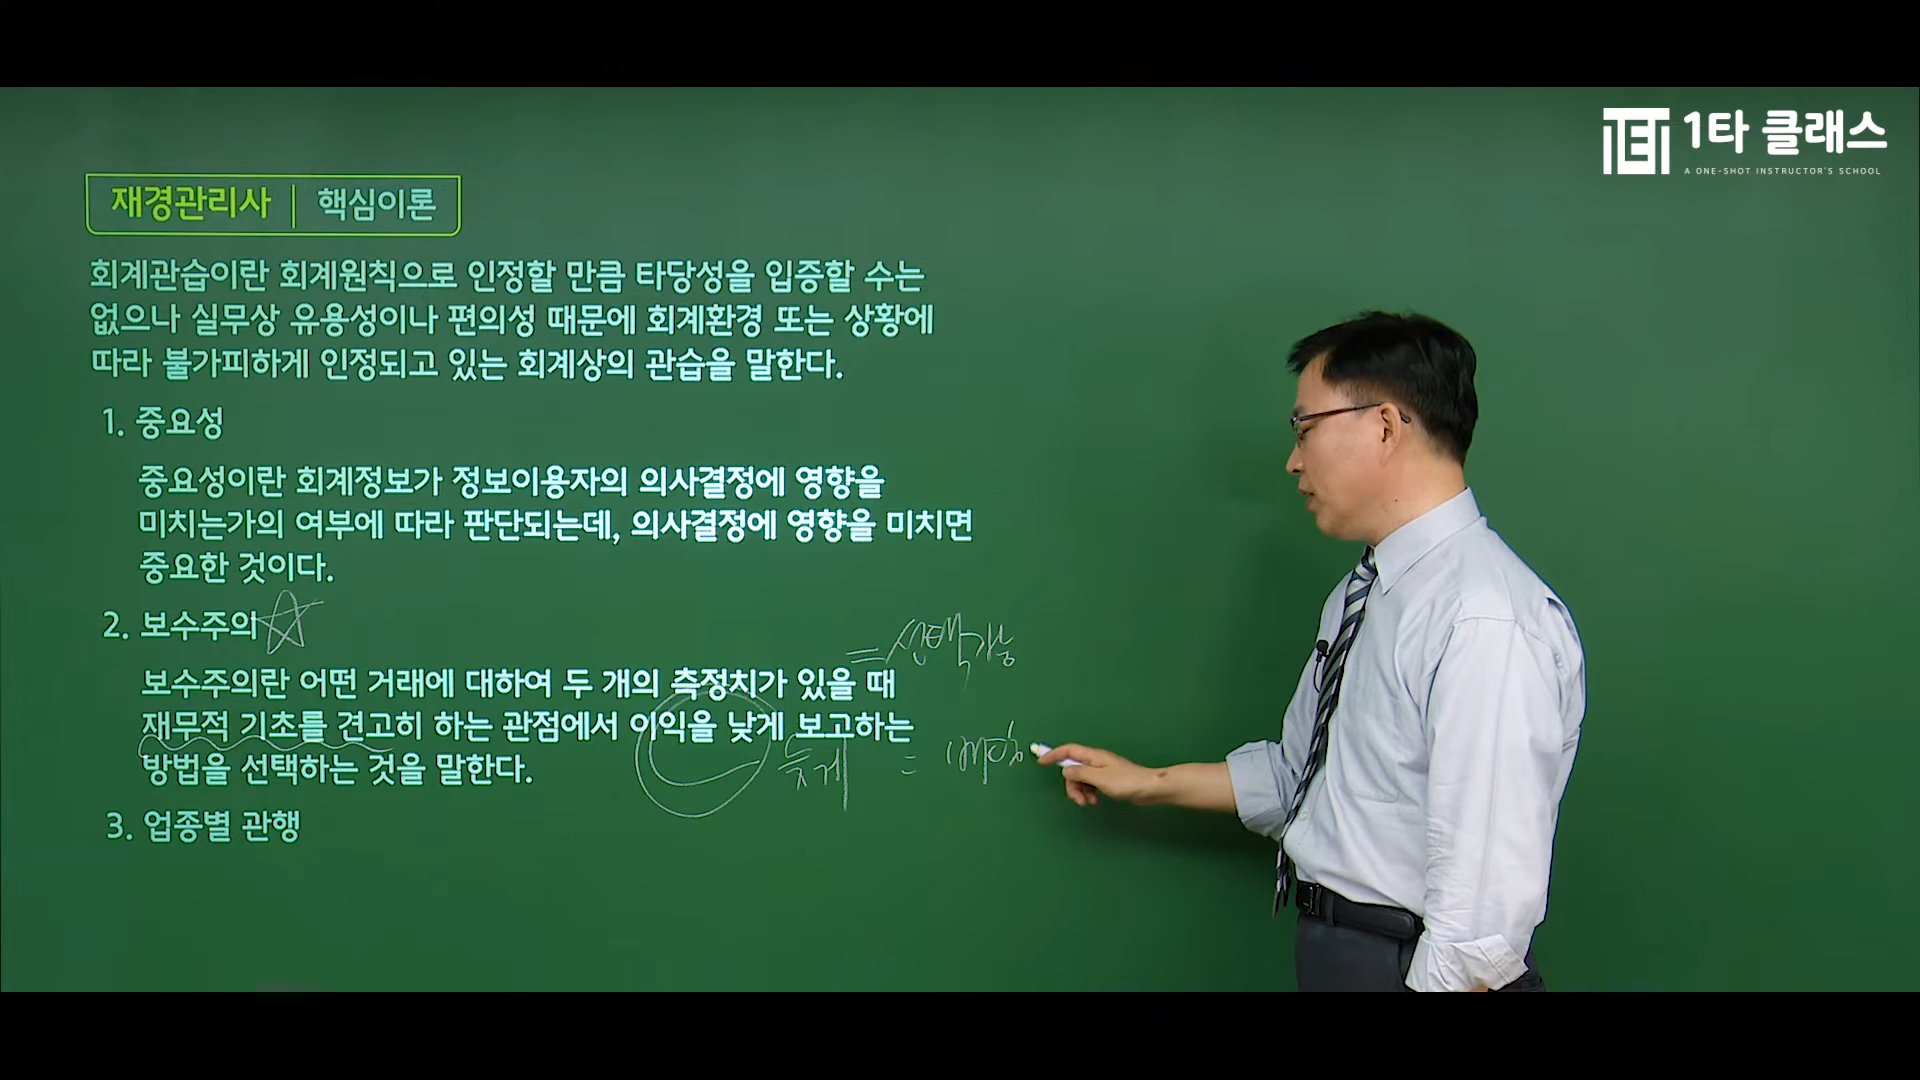 1타 클래스
A ONE-SHOT INSTRUCTOR'S SCHOOL
재경관리사 | 핵심이론
회계관습이란 회계원칙으로 인정할 만큼 타당성을 입증할 수는
없으나 실무상 유용성이나 편의성 때문에 회계환경 또는 상황에
따라 불가피하게 인정되고 있는 회계상의 관습을 말한다.
1. 중요성
중요성이란 회계정보가 정보이용자의 의사결정에 영향을
미치는가의 여부에 따라 판단되는데, 의사결정에 영향을 미치면
중요한 것이다.
2. 보수주의
= 선택가능
보수주의란 어떤 거래에 대하여 두 개의 측정치가 있을 때
재무적 기초를 견고히 하는 관점에서 이익을 낮게 보고하는
늦게 =
방법을 선택하는 것을 말한다.
3. 업종별 관행